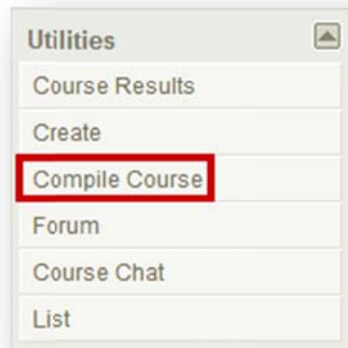 Utilities
Course Results
Create
Compile Course
Forum
Course Chat
List